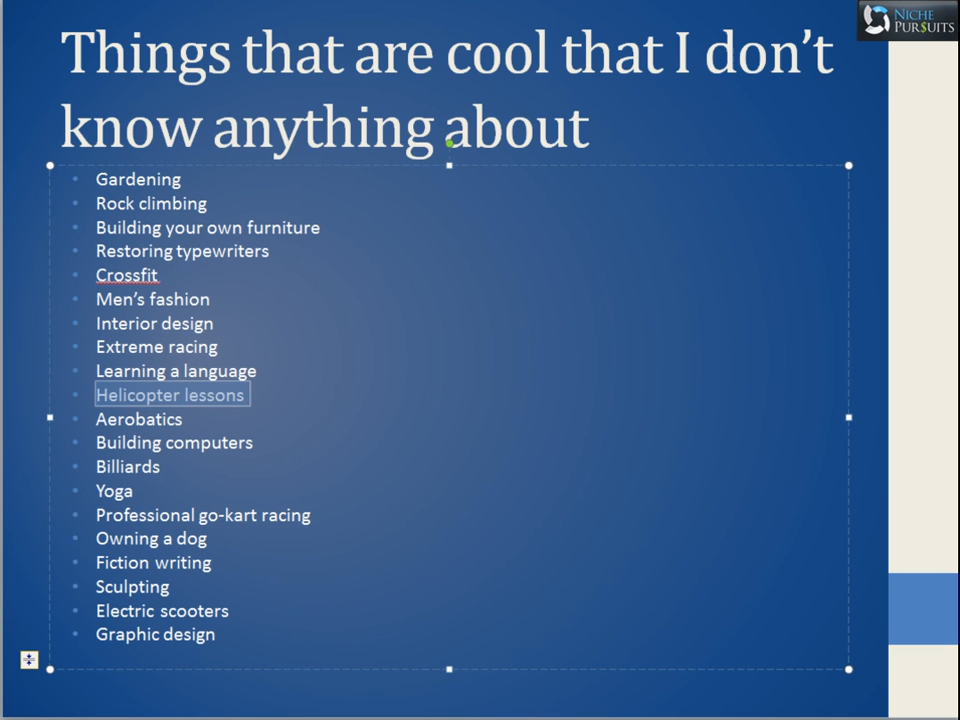 NICHE
PUR$UITS
Things that are cool that I don’t
know anything about
• Gardening
• Rock climbing
• Building your own furniture
• Restoring typewriters
• Crossfit
• Men’s fashion
• Interior design
• Extreme racing
• Learning a language
• Helicopter lessons
• Aerobatics
• Building computers
• Billiards
• Yoga
• Professional go-kart racing
• Owning a dog
• Fiction writing
• Sculpting
• Electric scooters
• Graphic design